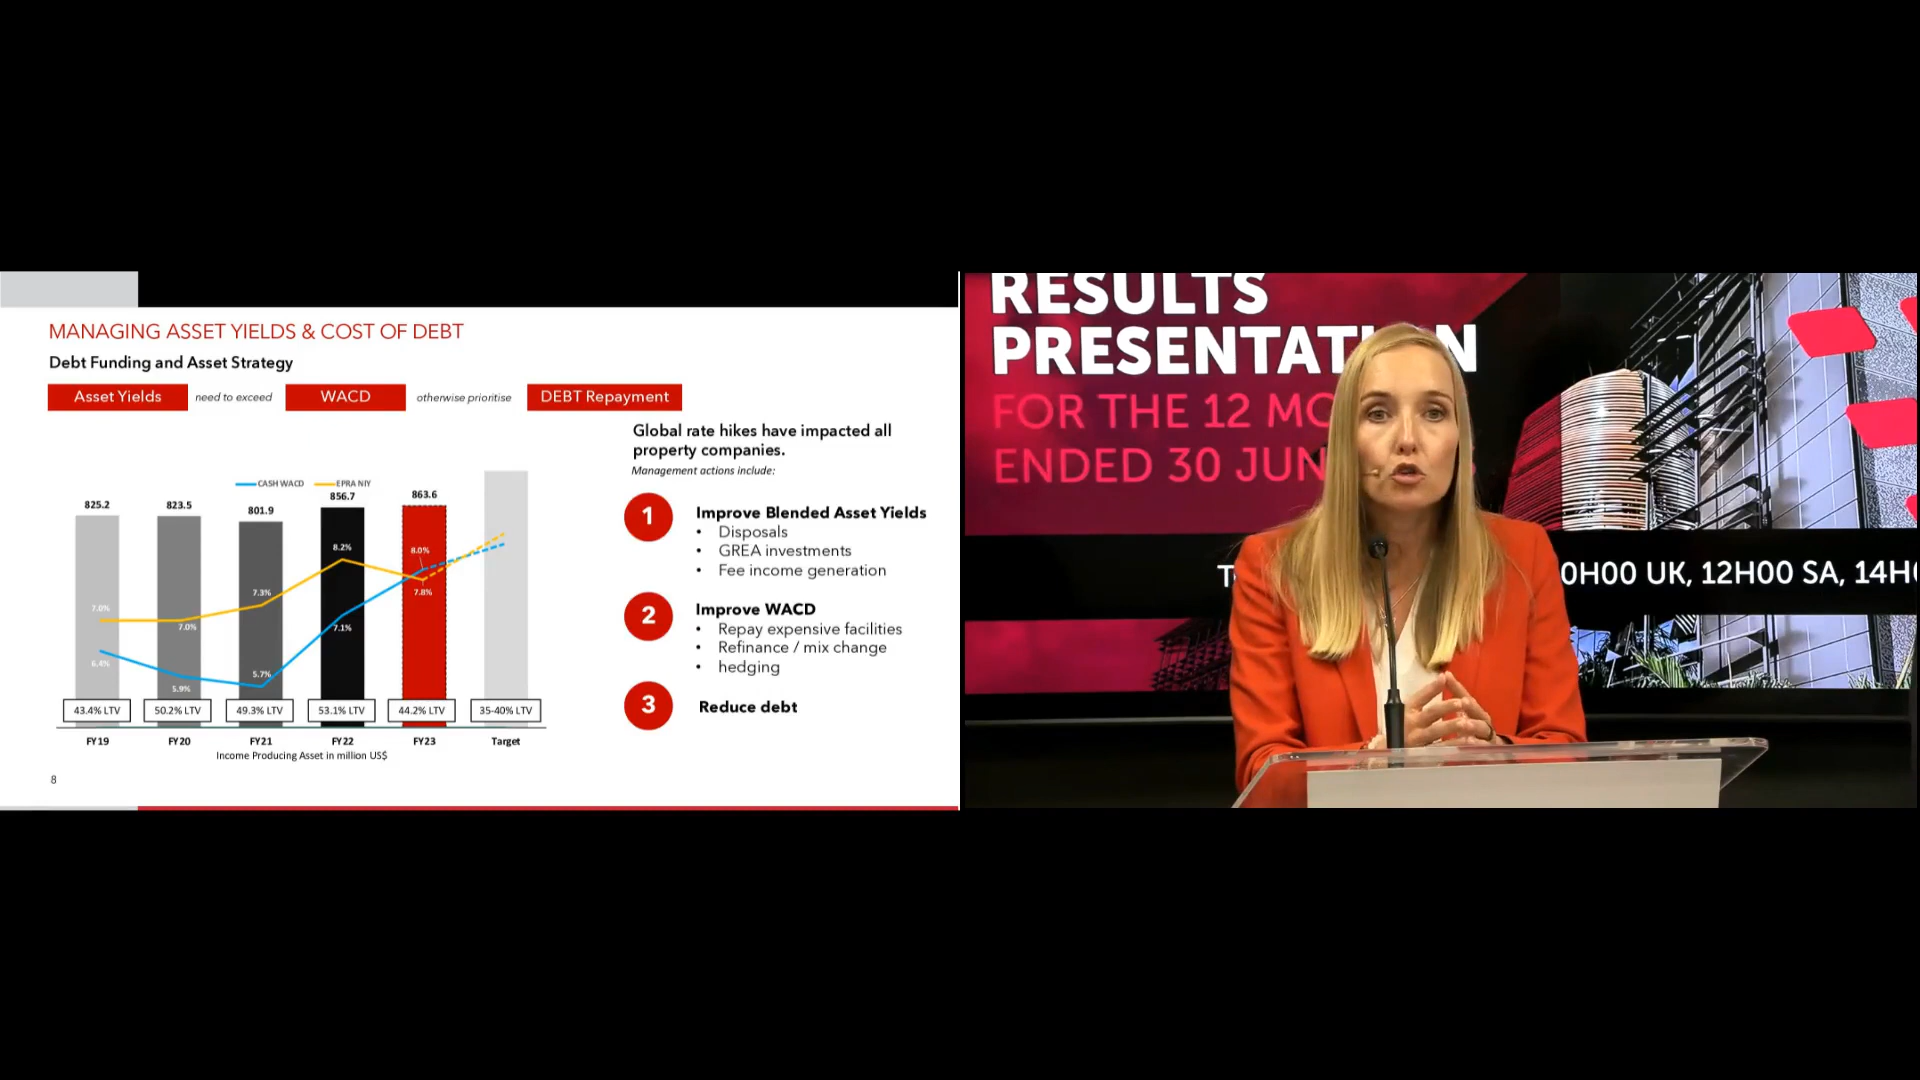 MANAGING ASSET YIELDS & COST OF DEBT
Debt Funding and Asset Strategy
Asset Yields need to exceed WACD otherwise prioritise DEBT Repayment
Global rate hikes have impacted all
property companies.
Management actions include:
CASH WACD EPRA NIY
825.2 823.5 801.9 856.7 863.6
7.0% 7.0% 7.3% 8.2% 7.8%
6.4% 5.9% 5.7% 7.1% 8.0%
43.4% LTV 50.2% LTV 49.3% LTV 53.1% LTV 44.2% LTV 35-40% LTV
FY19 FY20 FY21 FY22 FY23 Target
Income Producing Asset in million US$
1 Improve Blended Asset Yields
• Disposals
• GREA investments
• Fee income generation
2 Improve WACD
• Repay expensive facilities
• Refinance / mix change
• hedging
3 Reduce debt
8
RESULTS
PRESENTAT N
FOR THE 12 MO
ENDED 30 JUN
0H00 UK, 12H00 SA, 14H0